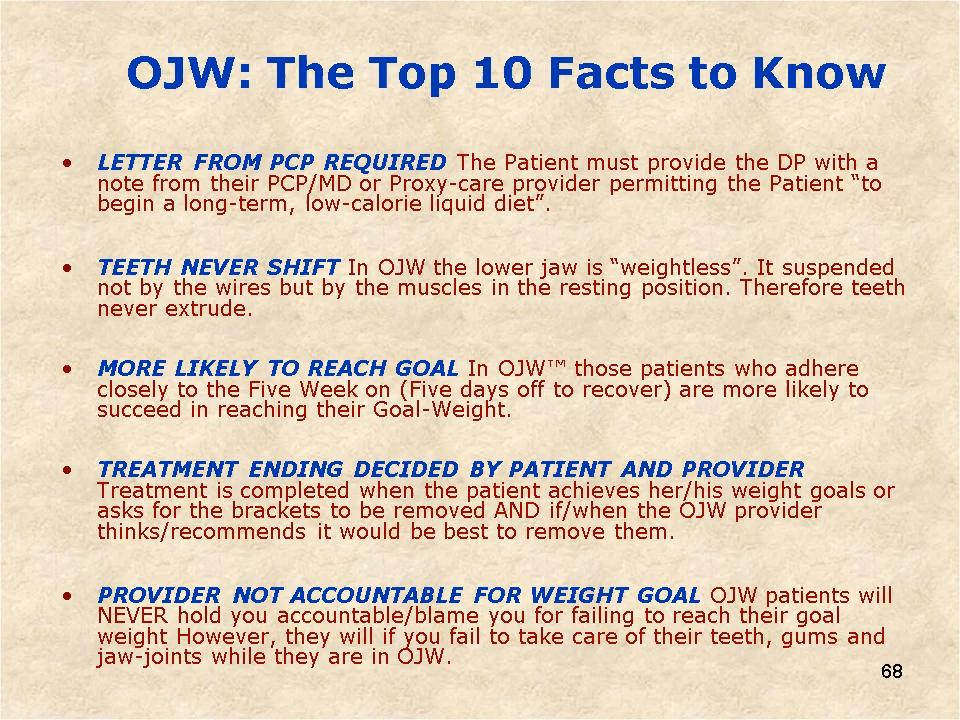 OJW: The Top 10 Facts to Know
• LETTER FROM PCP REQUIRED The Patient must provide the DP with a
note from their PCP/MD or Proxy-care provider permitting the Patient “to
begin a long-term, low-calorie liquid diet”.
• TEETH NEVER SHIFT In OJW the lower jaw is “weightless”. It suspended
not by the wires but by the muscles in the resting position. Therefore teeth
never extrude.
• MORE LIKELY TO REACH GOAL In OJW™ those patients who adhere
closely to the Five Week on (Five days off to recover) are more likely to
succeed in reaching their Goal-Weight.
• TREATMENT ENDING DECIDED BY PATIENT AND PROVIDER
Treatment is completed when the patient achieves her/his weight goals or
asks for the brackets to be removed AND if/when the OJW provider
thinks/recommends it would be best to remove them.
• PROVIDER NOT ACCOUNTABLE FOR WEIGHT GOAL OJW patients will
NEVER hold you accountable/blame you for failing to reach their goal
weight However, they will if you fail to take care of their teeth, gums and
jaw-joints while they are in OJW.
68